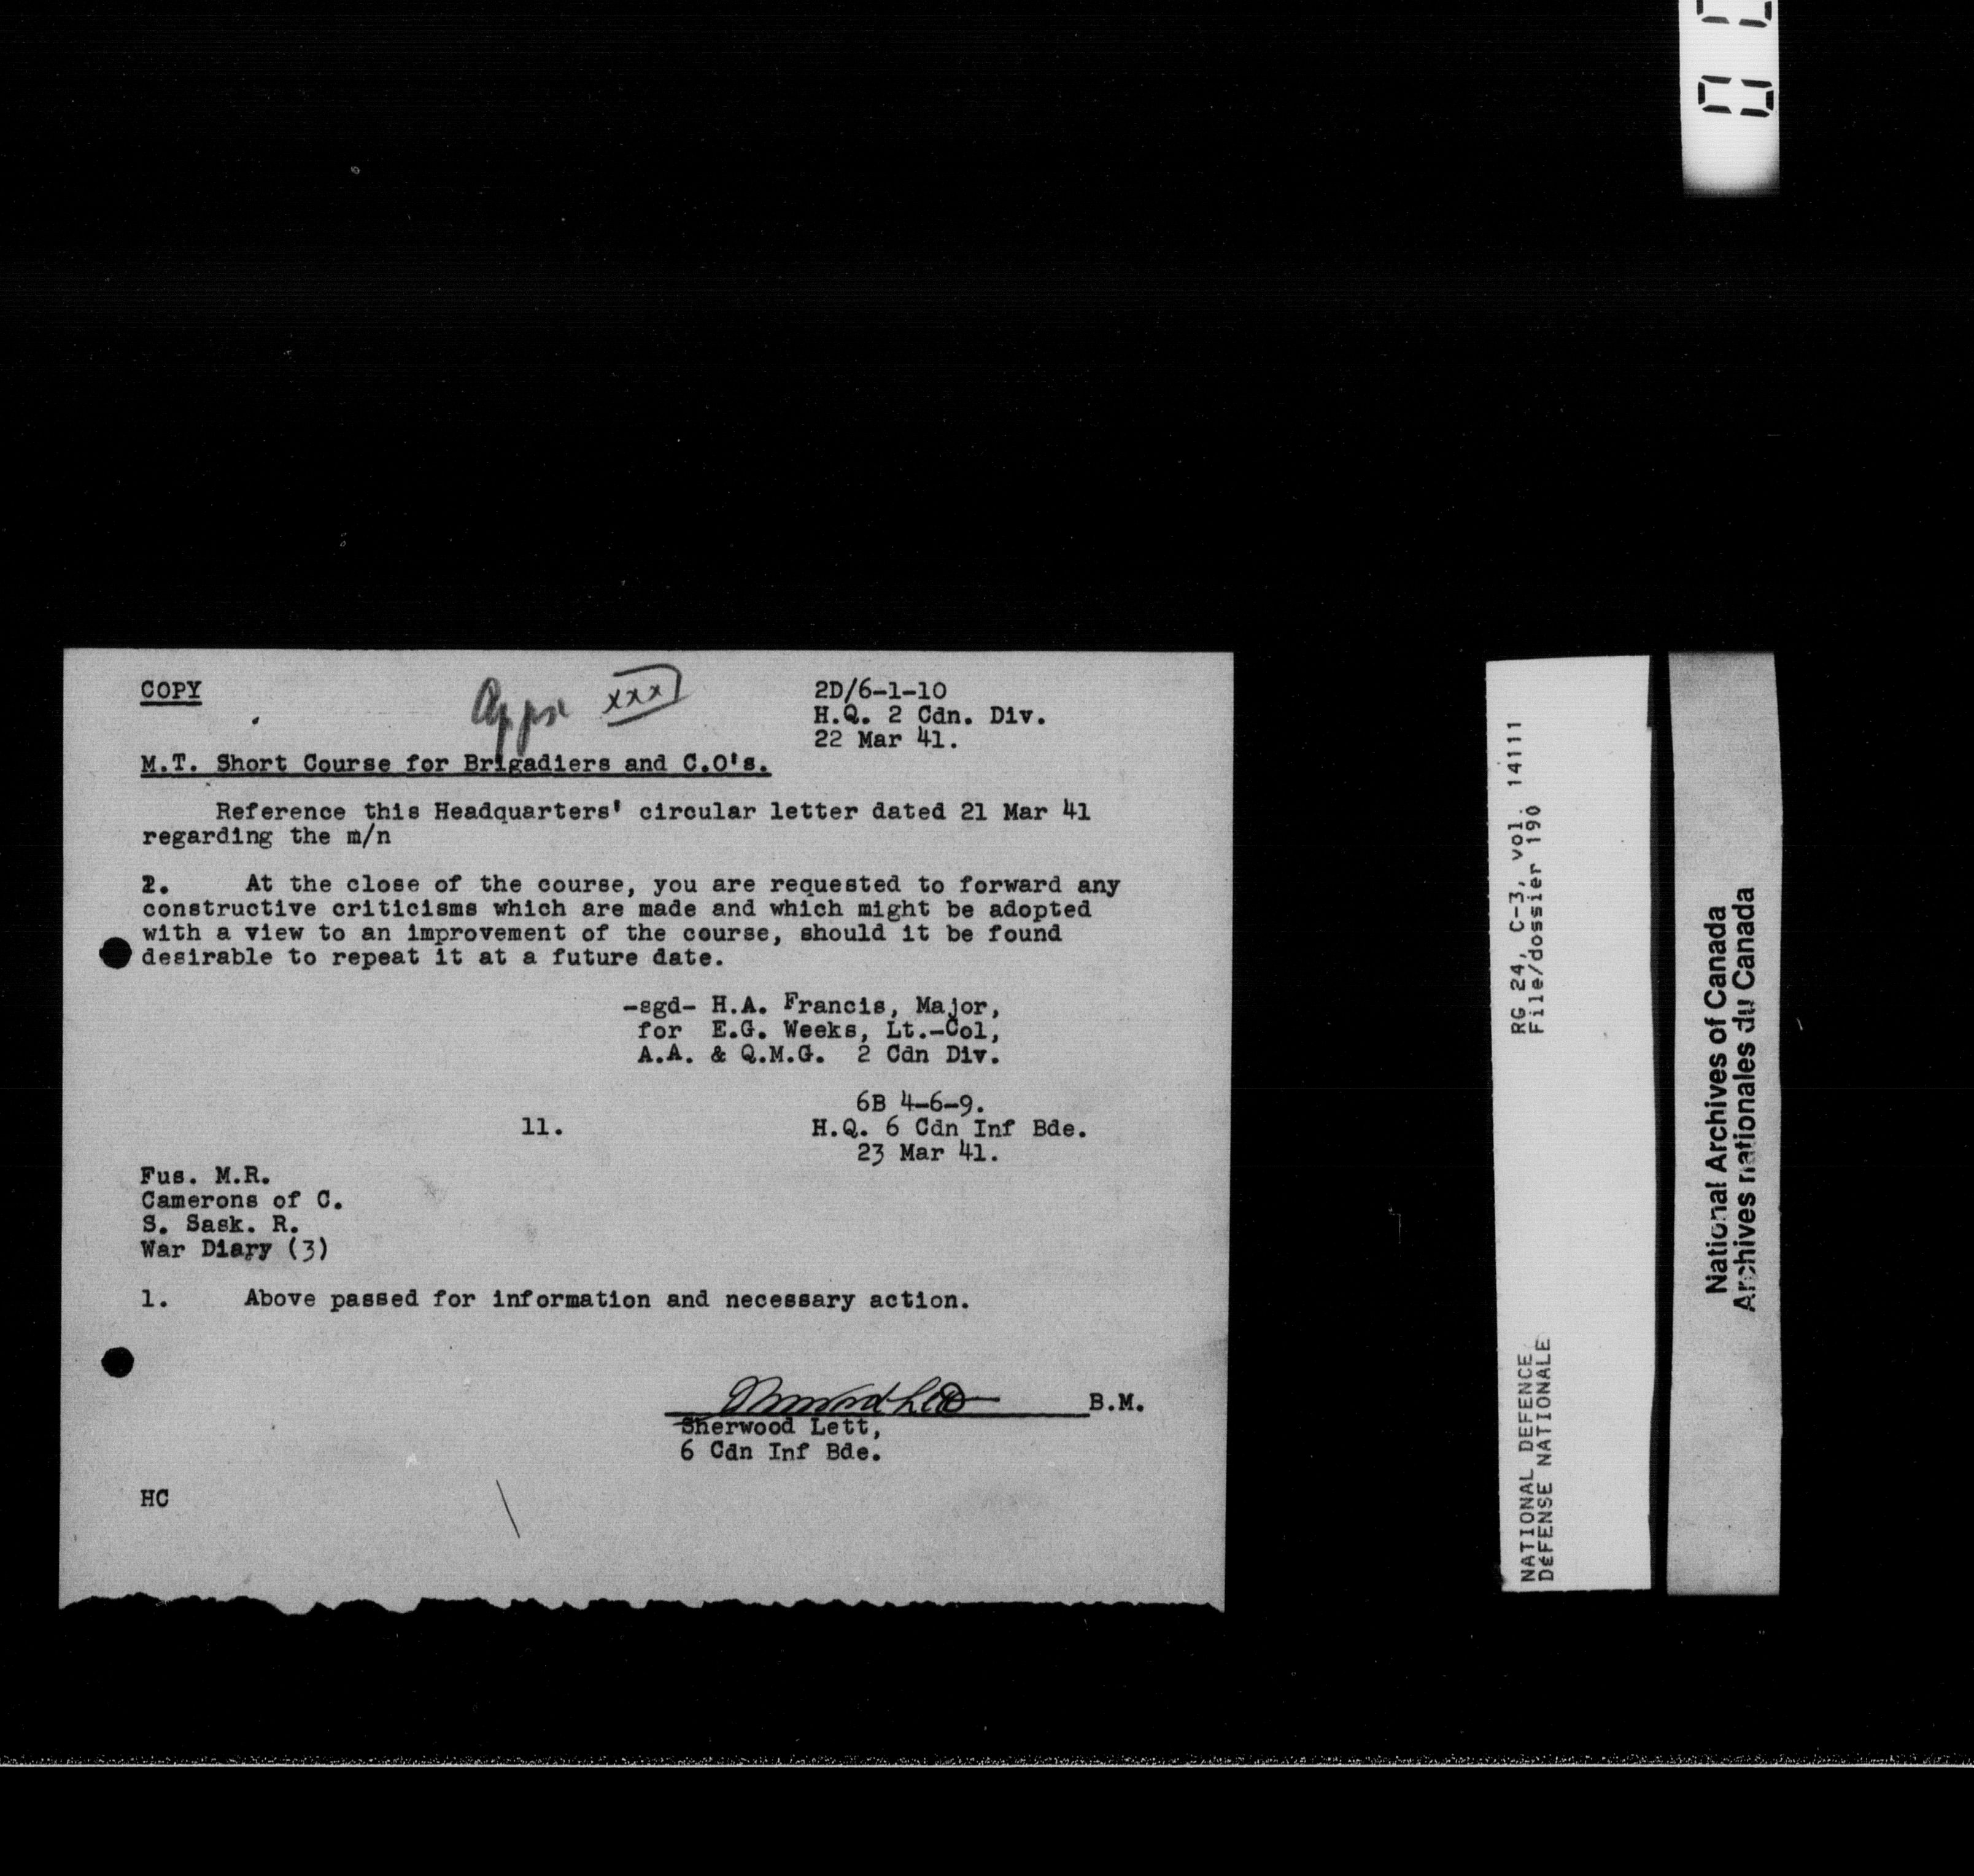 COPY
Appx XXX
2D/6-1-10
H.Q. 2 Cdn. Div.
22 Mar 41.
M.T. Short Course for Brigadiers and C.O's.
Reference this Headquarters' circular letter dated 21 Mar 41
regarding the m/n
2. At the close of the course, you are requested to forward any
constructive criticisms which are made and which might be adopted
with a view to an improvement of the course, should it be found
desirable to repeat it at a future date.
-sgd- H.A. Francis, Major,
for E.G. Weeks, Lt.-Col,
A.A. & Q.M.G. 2 Cdn Div.
6B 4-6-9.
11. H.Q. 6 Cdn Inf Bde.
23 Mar 41.
Fus. M.R.
Camerons of C.
S. Sask. R.
War Diary (3)
1. Above passed for information and necessary action.
Sherwood Lett B.M.
Sherwood Lett,
6 Cdn Inf Bde.
HC
RG 24, C-3, vol. 14111
File/dossier 190
NATIONAL DEFENCE
DéFENSE NATIONALE
National Archives of Canada
Archives nationales du Canada